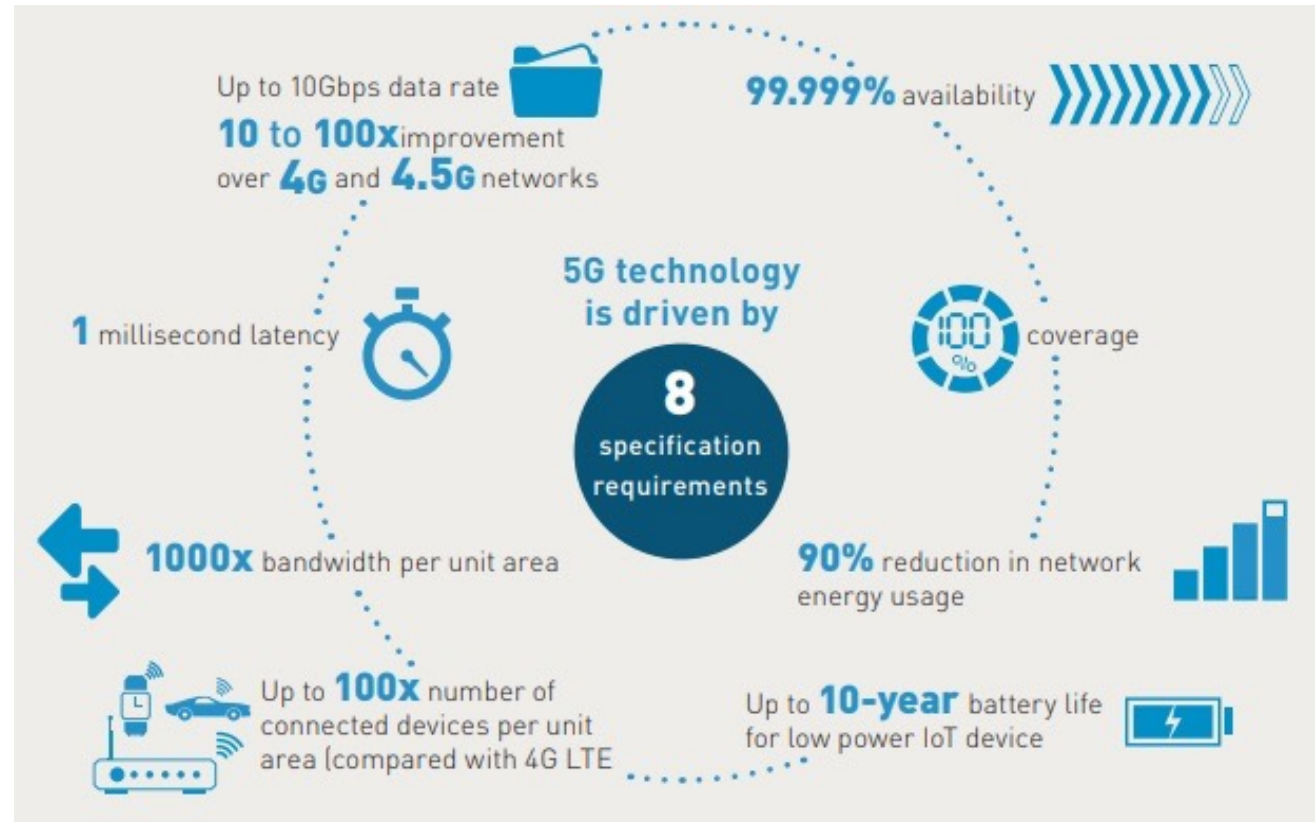 Up to 10Gbps data rate
10 to 100x improvement
over 4G and 4.5G networks
99.999% availability
5G technology
is driven by
8
specification
requirements
1 millisecond latency
100
%
coverage
1000x bandwidth per unit area
90% reduction in network
energy usage
Up to 100x number of
connected devices per unit
area (compared with 4G LTE
Up to 10-year battery life
for low power IoT device